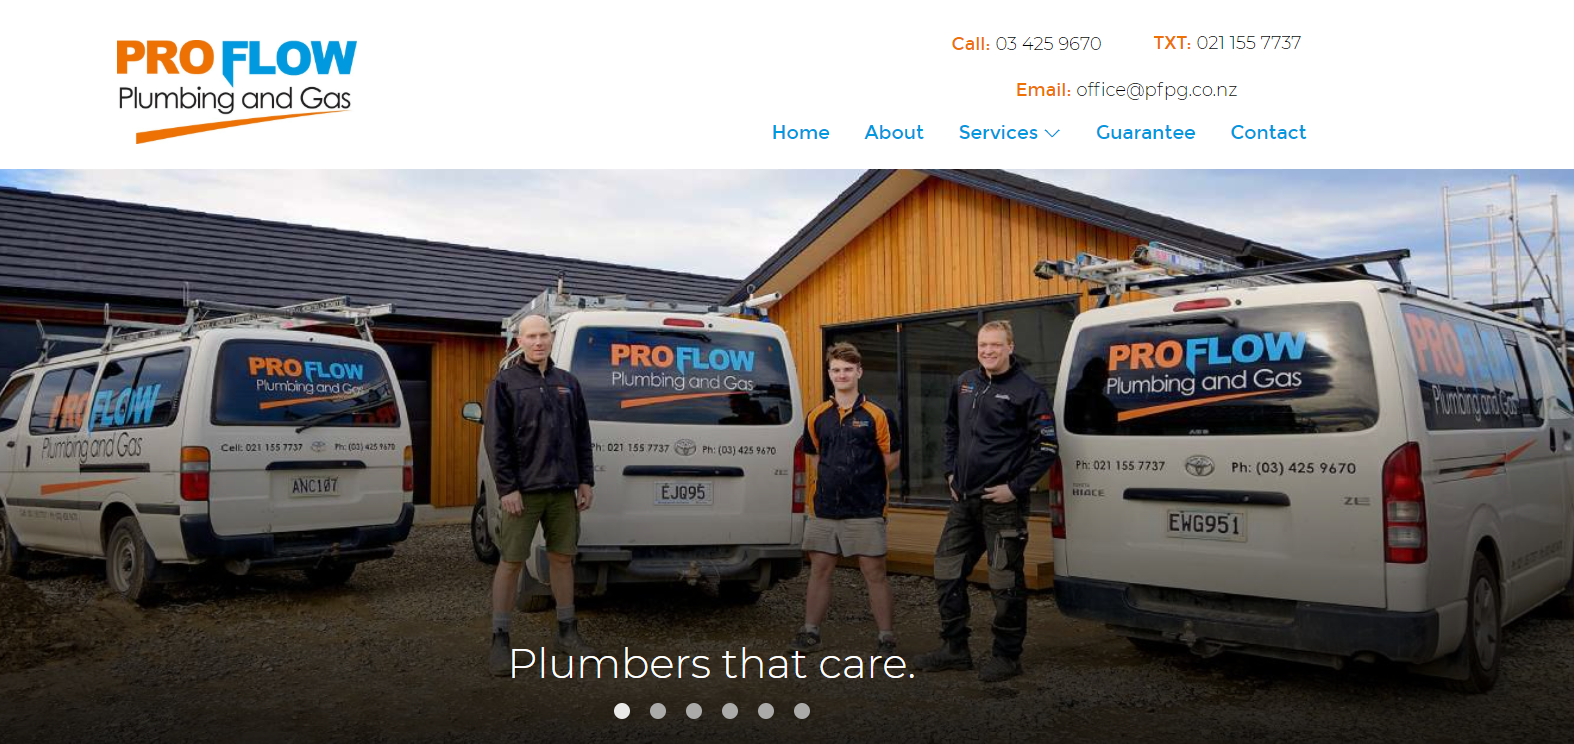 PRO FLOW
Plumbing and Gas
Call: 03 425 9670
TXT: 021 155 7737
Email: office@pfpg.co.nz
Home
About
Services
Guarantee
Contact
PRO FLOW
Plumbing and Gas
PRO FLOW
Plumbing and Gas
Cell: 021 155 7737
Ph: (03) 425 9670
ANC107
PRO FLOW
Plumbing and Gas
Ph: 021 155 7737
Ph: (03) 425 9670
EJQ95
PRO FLOW
Plumbing and Gas
Ph: 021 155 7737
Ph: (03) 425 9670
HIACE
ZE
EWG951
PRO FLOW
Plumbing and Gas
Plumbers that care.